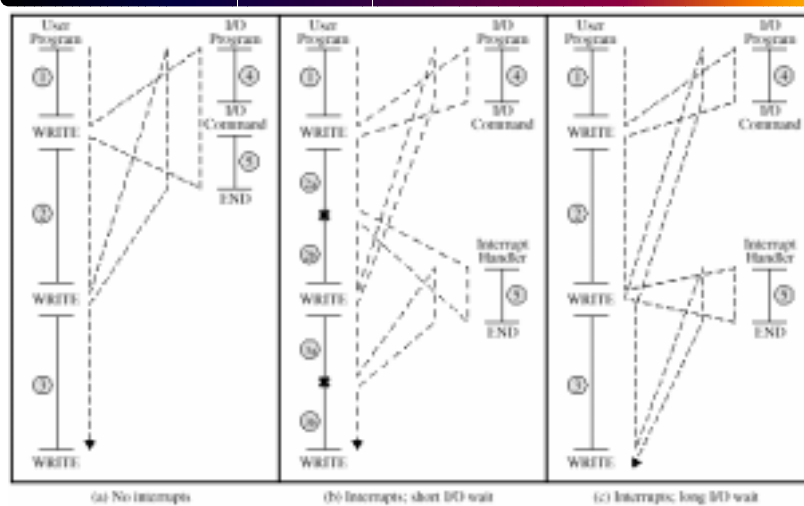 User
Program
I/O
Program
①
④
I/O
Command
WRITE
⑤
END
②
WRITE
③
WRITE
(a) No interrupts
User
Program
I/O
Program
①
④
I/O
Command
WRITE
2a
2b
Interrupt
Handler
WRITE
⑤
END
3a
3b
WRITE
(b) Interrupts; short I/O wait
User
Program
I/O
Program
①
④
I/O
Command
WRITE
②
Interrupt
Handler
WRITE
⑤
END
③
WRITE
(c) Interrupts; long I/O wait